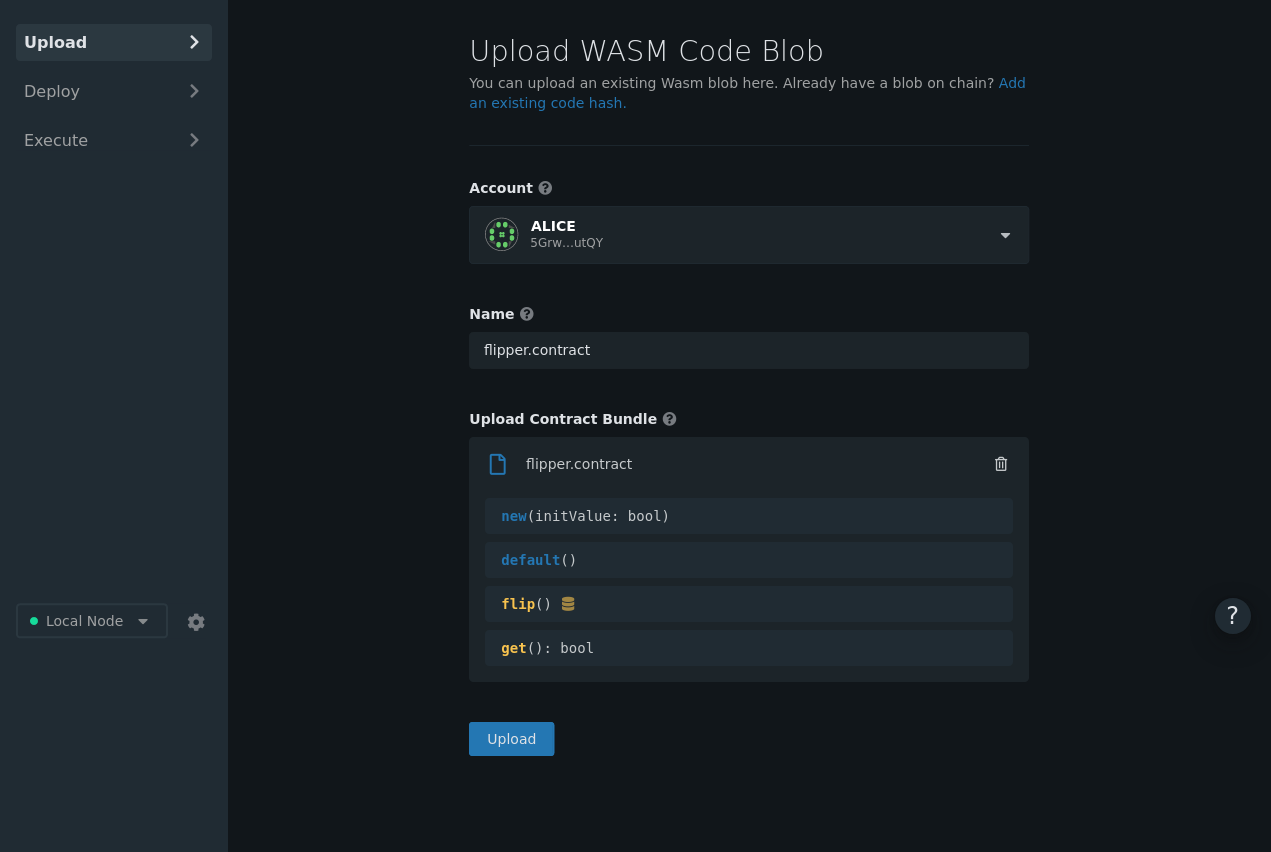 Upload
Deploy
Execute
Local Node
Upload WASM Code Blob
You can upload an existing Wasm blob here. Already have a blob on chain? Add
an existing code hash.
Account ?
ALICE
5Grw...utQY
Name ?
flipper.contract
Upload Contract Bundle ?
flipper.contract
new(initValue: bool)
default()
flip()
get(): bool
Upload
?